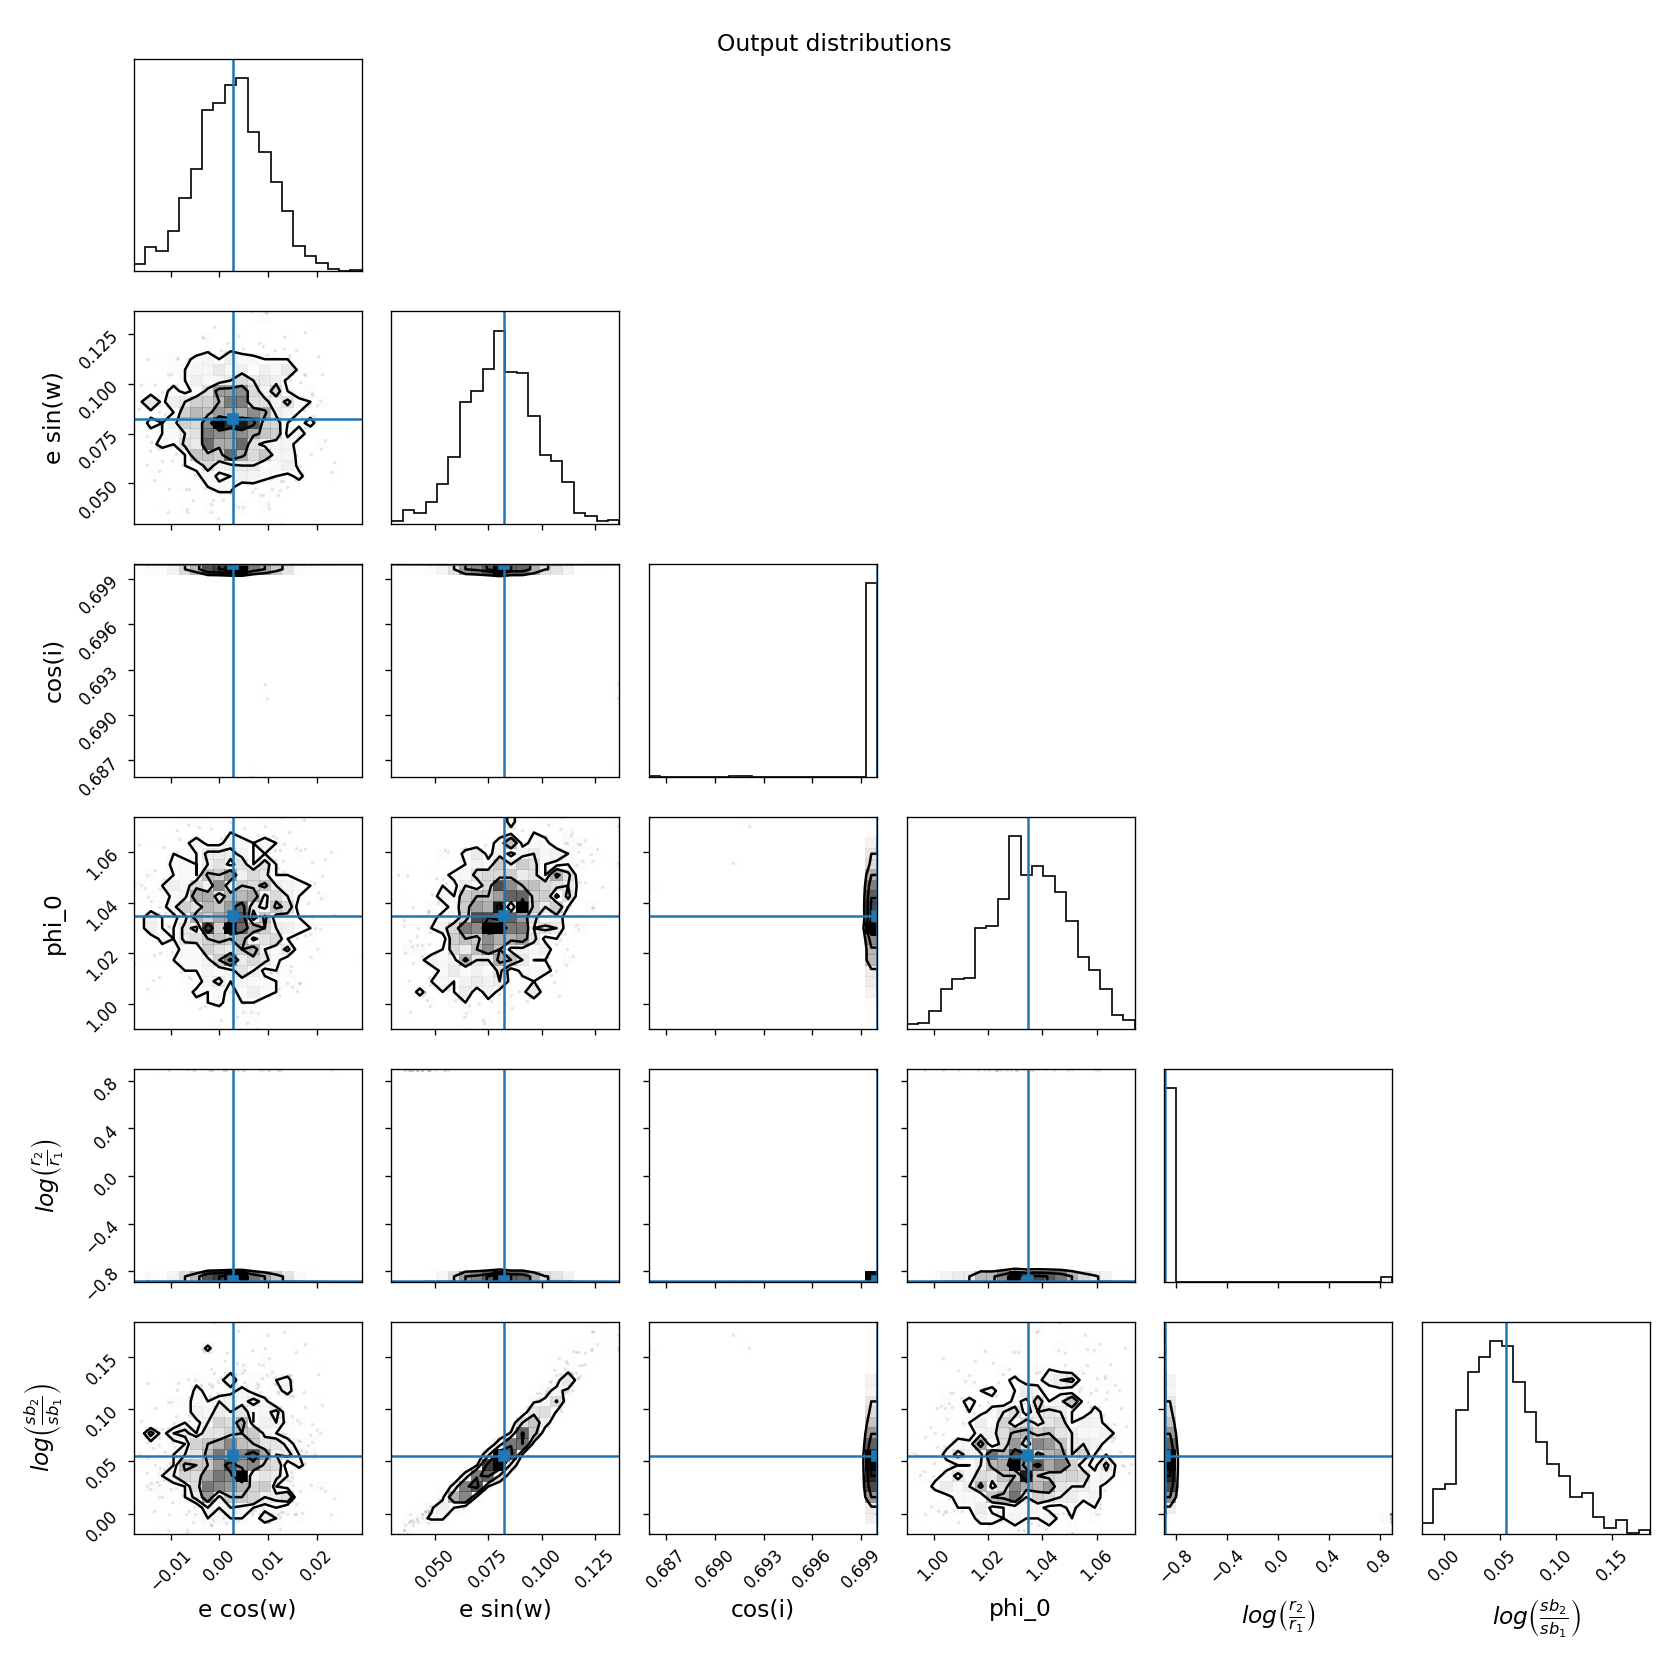 Output distributions
e sin(w)
0.125
0.100
0.075
0.050
cos(i)
0.699
0.696
0.693
0.690
0.687
phi_0
1.06
1.04
1.02
1.00
log(r₂/r₁)
0.8
0.4
0.0
−0.4
−0.8
log(sb₂/sb₁)
0.15
0.10
0.05
0.00
−0.01 0.00 0.01 0.02
0.050 0.075 0.100 0.125
0.687 0.690 0.693 0.696 0.699
1.00 1.02 1.04 1.06
−0.8 −0.4 0.0 0.4 0.8
0.00 0.05 0.10 0.15
e cos(w)
e sin(w)
cos(i)
phi_0
log(r₂/r₁)
log(sb₂/sb₁)